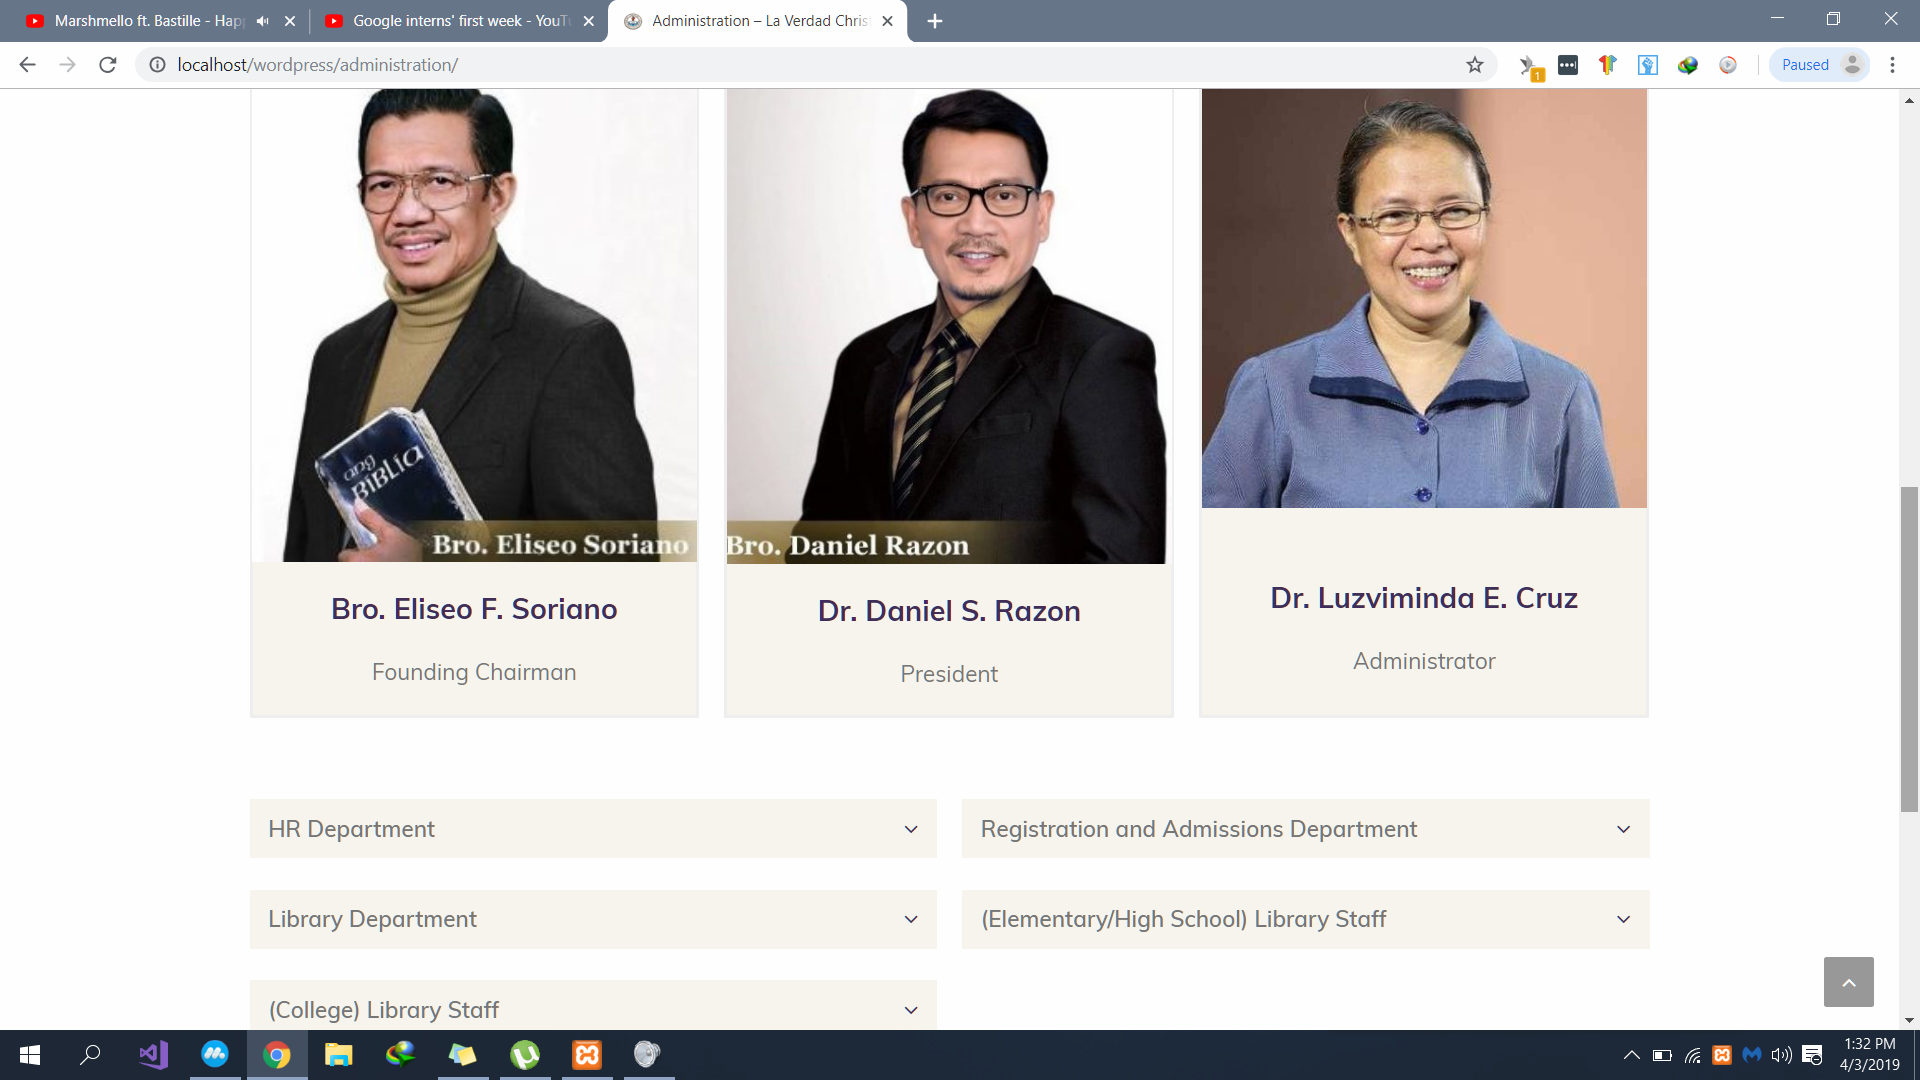 Marshmello ft. Bastille - Hap
Google interns' first week - YouTu
Administration – La Verdad Chris
localhost/wordpress/administration/
1
Paused
ang
BIBLIA
Bro. Eliseo Soriano
Bro. Daniel Razon
Bro. Eliseo F. Soriano
Founding Chairman
Dr. Daniel S. Razon
President
Dr. Luzviminda E. Cruz
Administrator
HR Department
Registration and Admissions Department
Library Department
(Elementary/High School) Library Staff
(College) Library Staff
1:32 PM
4/3/2019